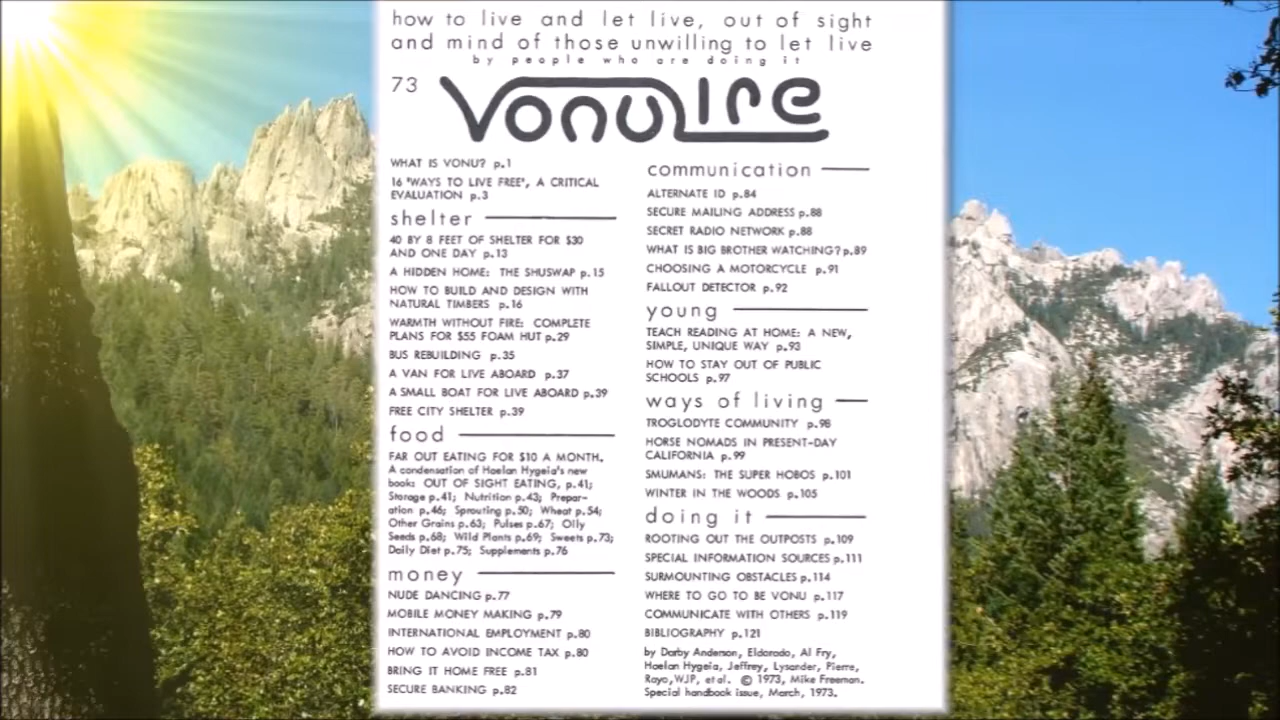 how to live and let live, out of sight
and mind of those unwilling to let live
by people who are doing it
73 VONULIFE
WHAT IS VONU? p.1
16 "WAYS TO LIVE FREE", A CRITICAL
EVALUATION p.3
shelter
40 BY 8 FEET OF SHELTER FOR $30
AND ONE DAY p.13
A HIDDEN HOME: THE SHUSWAP p.15
HOW TO BUILD AND DESIGN WITH
NATURAL TIMBERS p.16
WARMTH WITHOUT FIRE: COMPLETE
PLANS FOR $55 FOAM HUT p.29
BUS REBUILDING p.35
A VAN FOR LIVE ABOARD p.37
A SMALL BOAT FOR LIVE ABOARD p.39
FREE CITY SHELTER p.39
food
FAR OUT EATING FOR $10 A MONTH.
A condensation of Haelan Hygeia's new
book: OUT OF SIGHT EATING, p.41;
Storage p.41; Nutrition p.43; Prepar-
ation p.46; Sprouting p.50; Wheat p.54;
Other Grains p.63; Pulses p.67; Oily
Seeds p.68; Wild Plants p.69; Sweets p.73;
Daily Diet p.75; Supplements p.76
money
NUDE DANCING p.77
MOBILE MONEY MAKING p.79
INTERNATIONAL EMPLOYMENT p.80
HOW TO AVOID INCOME TAX p.80
BRING IT HOME FREE p.81
SECURE BANKING p.82
communication
ALTERNATE ID p.84
SECURE MAILING ADDRESS p.88
SECRET RADIO NETWORK p.88
WHAT IS BIG BROTHER WATCHING? p.89
CHOOSING A MOTORCYCLE p.91
FALLOUT DETECTOR p.92
young
TEACH READING AT HOME: A NEW,
SIMPLE, UNIQUE WAY p.93
HOW TO STAY OUT OF PUBLIC
SCHOOLS p.97
ways of living
TROGLODYTE COMMUNITY p.98
HORSE NOMADS IN PRESENT-DAY
CALIFORNIA p.99
SMUMANS: THE SUPER HOBOS p.101
WINTER IN THE WOODS p.105
doing it
ROOTING OUT THE OUTPOSTS p.109
SPECIAL INFORMATION SOURCES p.111
SURMOUNTING OBSTACLES p.114
WHERE TO GO TO BE VONU p.117
COMMUNICATE WITH OTHERS p.119
BIBLIOGRAPHY p.121
by Darby Anderson, Eldorado, Al Fry,
Haelan Hygeia, Jeffrey, Lysander, Pierre,
Rayo, WJP, et al. © 1973, Mike Freeman.
Special handbook issue, March, 1973.